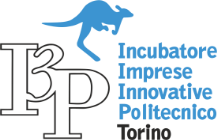 I3P
Incubatore
Imprese
Innovative
Politecnico
Torino